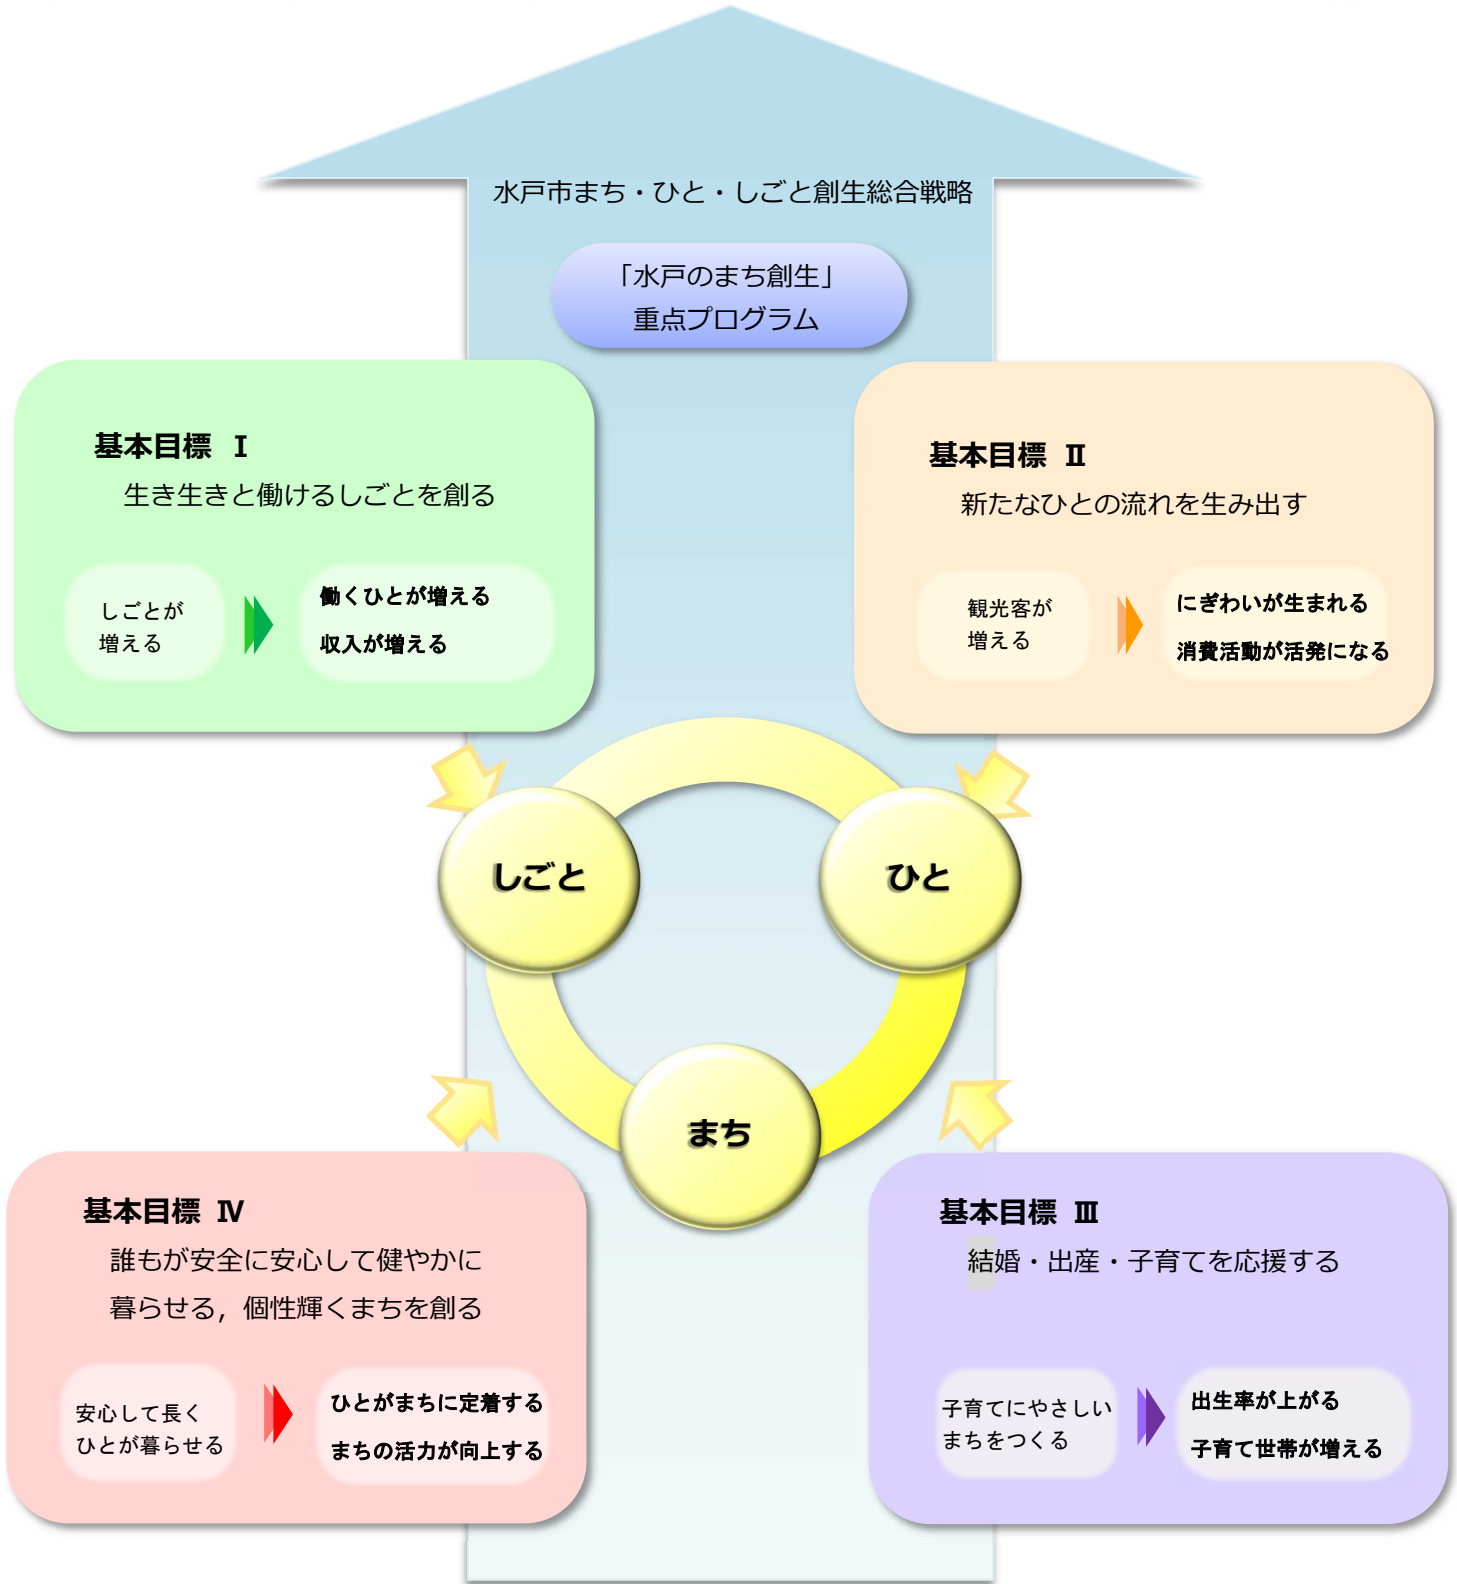 水戸市まち・ひと・しごと創生総合戦略
「水戸のまち創生」
重点プログラム
基本目標 Ⅰ
生き生きと働けるしごとを創る
しごとが
増える
働くひとが増える
収入が増える
基本目標 Ⅱ
新たなひとの流れを生み出す
観光客が
増える
にぎわいが生まれる
消費活動が活発になる
しごと
ひと
まち
基本目標 Ⅳ
誰もが安全に安心して健やかに
暮らせる，個性輝くまちを創る
安心して長く
ひとが暮らせる
ひとがまちに定着する
まちの活力が向上する
基本目標 Ⅲ
結婚・出産・子育てを応援する
子育てにやさしい
まちをつくる
出生率が上がる
子育て世帯が増える